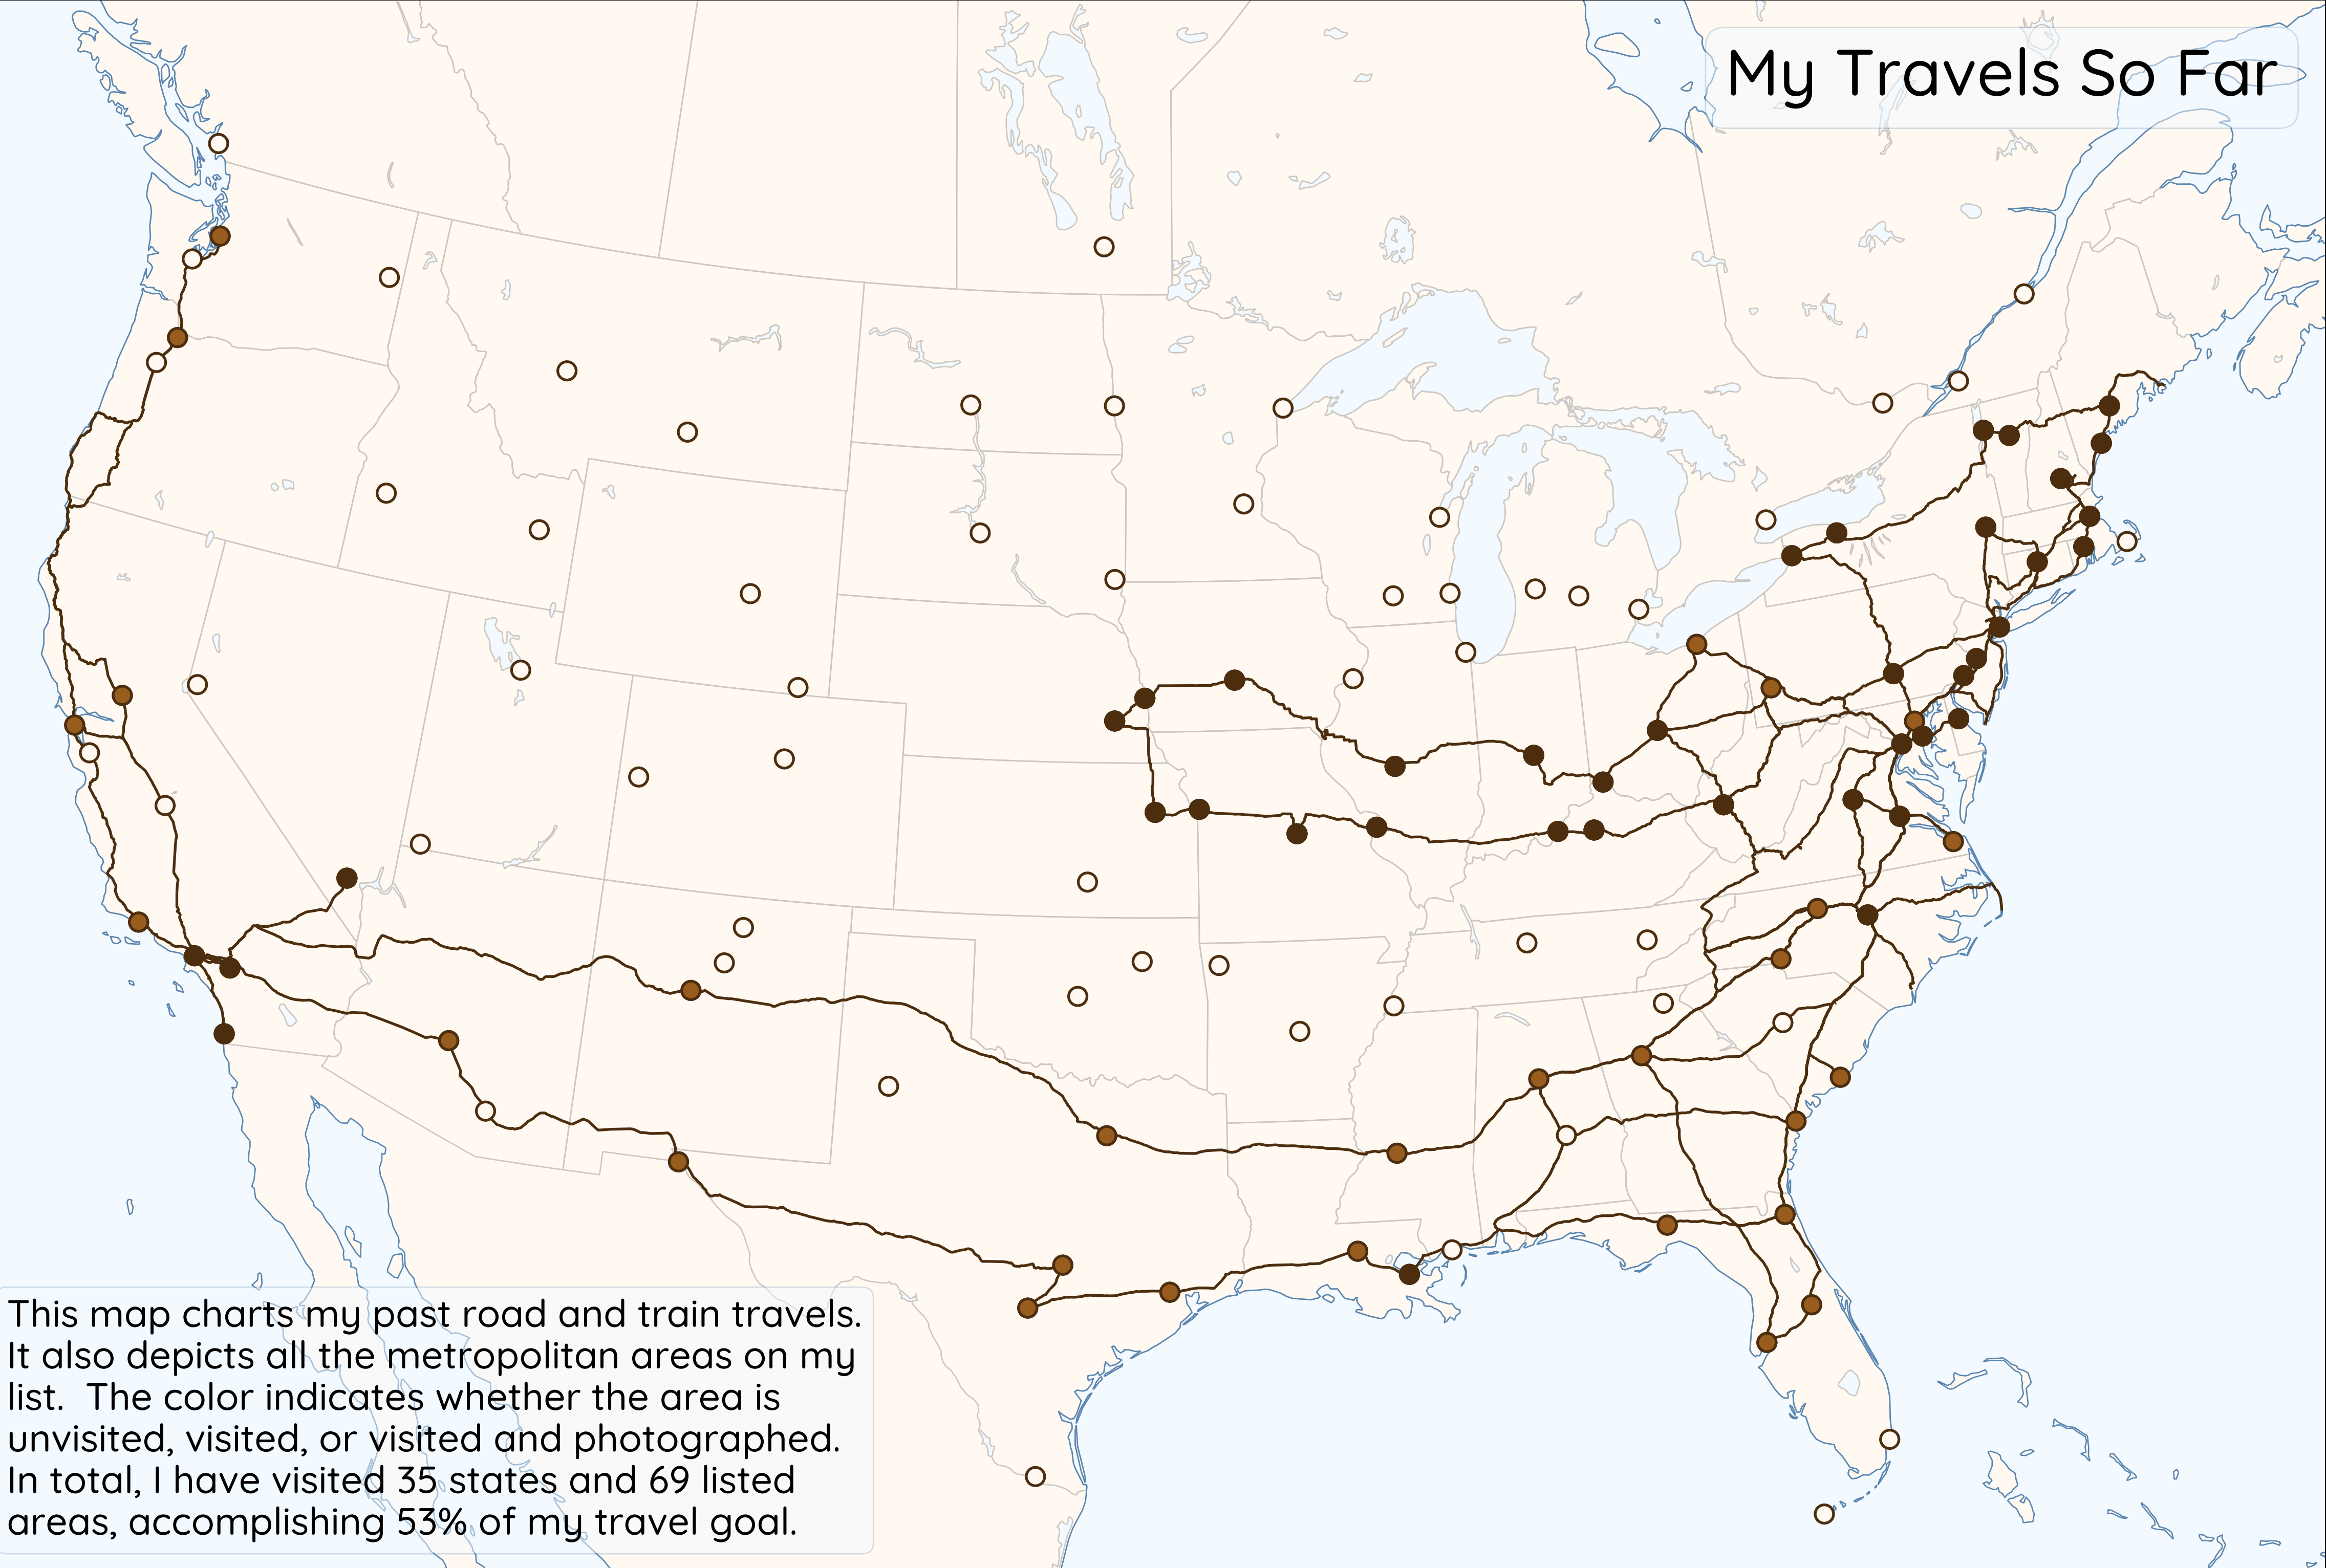 My Travels So Far
This map charts my past road and train travels.
It also depicts all the metropolitan areas on my
list.  The color indicates whether the area is
unvisited, visited, or visited and photographed.
In total, I have visited 35 states and 69 listed
areas, accomplishing 53% of my travel goal.